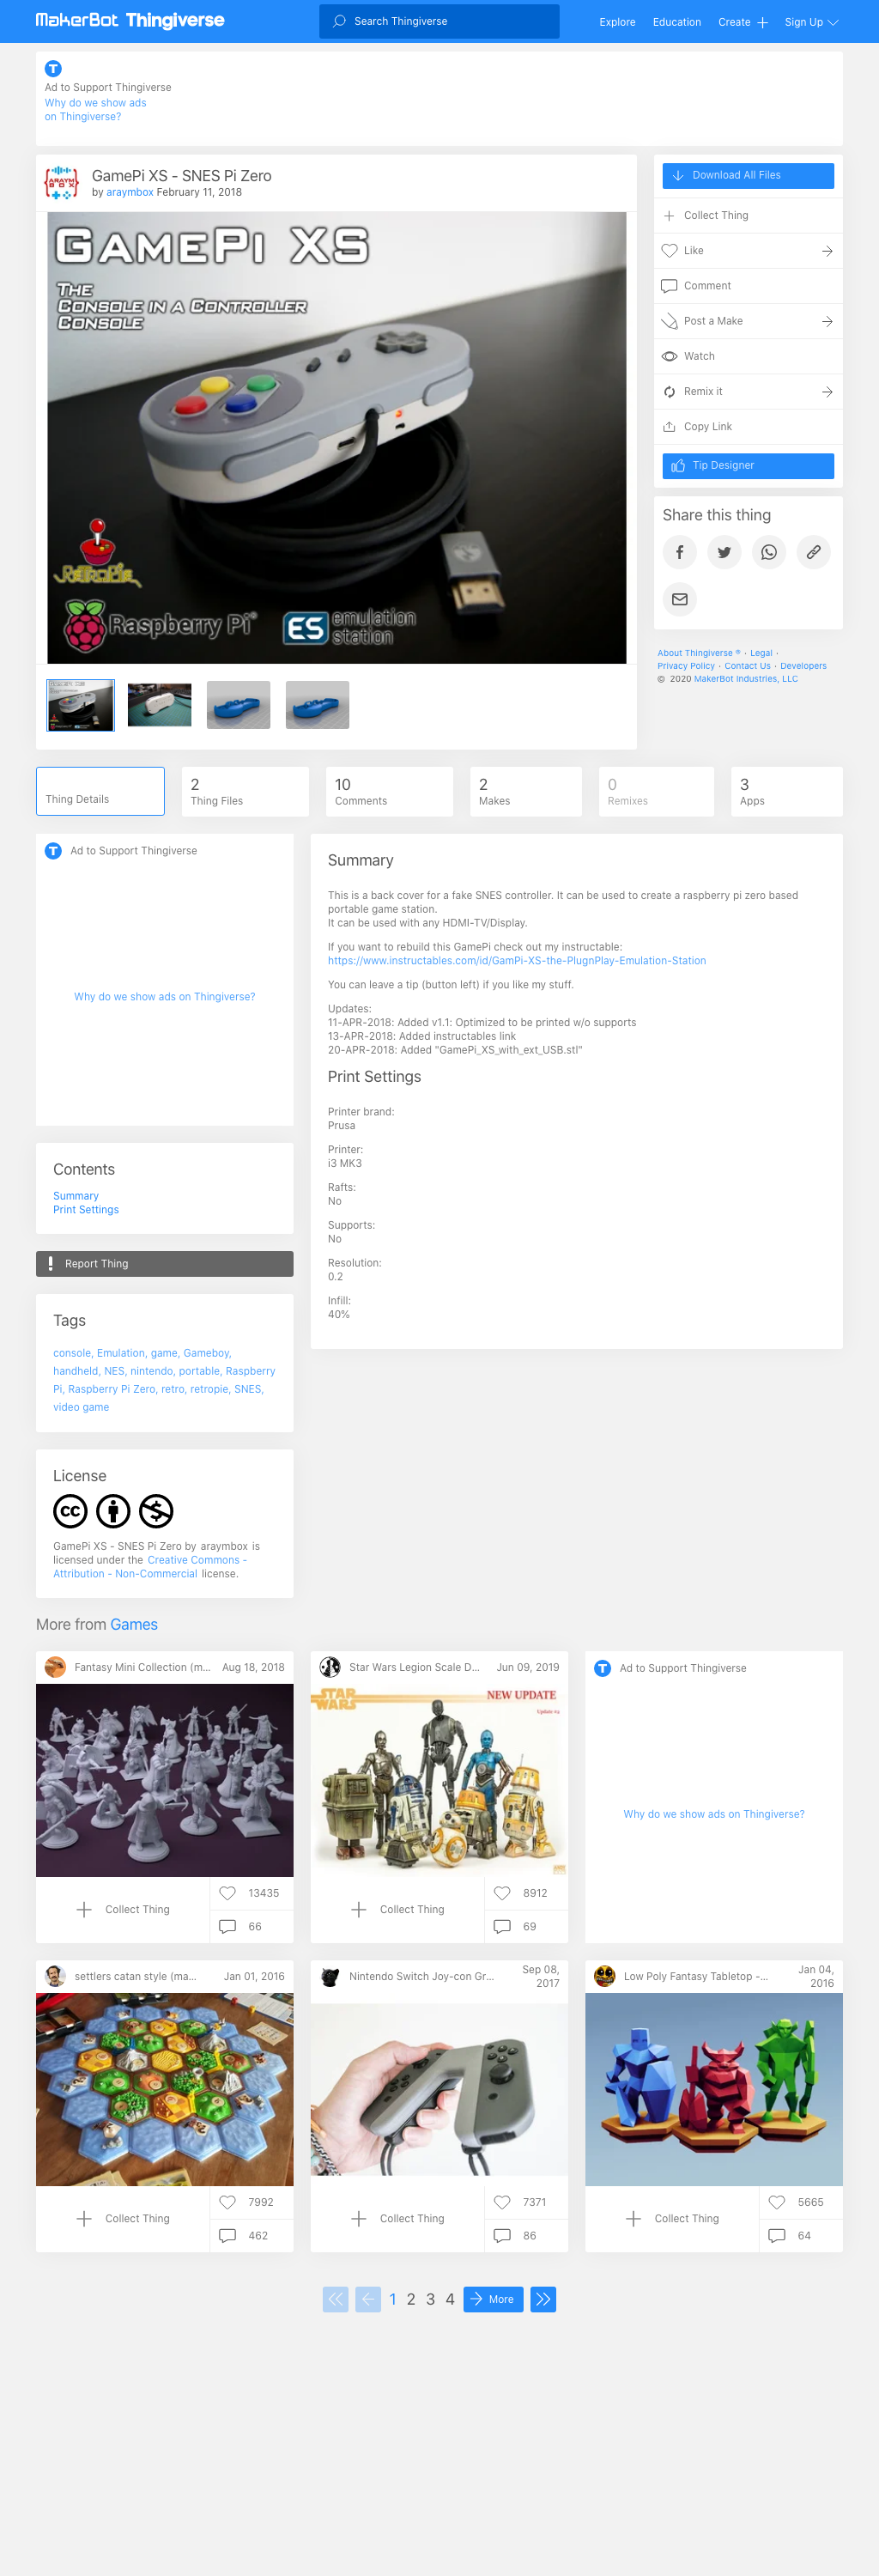 MakerBot Thingiverse
Search Thingiverse
Explore
Education
Create
Sign Up
Ad to Support Thingiverse
Why do we show ads
on Thingiverse?
GamePi XS - SNES Pi Zero
by araymbox February 11, 2018
ARAYM
BOX
GamePi XS
The
Console in a Controller
Console
RetroPie
Raspberry Pi
ES emulation
station
Download All Files
Collect Thing
Like
Comment
Post a Make
Watch
Remix it
Copy Link
Tip Designer
Share this thing
About Thingiverse ® · Legal ·
Privacy Policy · Contact Us · Developers
© 2020 MakerBot Industries, LLC
Thing Details
2
Thing Files
10
Comments
2
Makes
0
Remixes
3
Apps
Ad to Support Thingiverse
Why do we show ads on Thingiverse?
Contents
Summary
Print Settings
Report Thing
Tags
console, Emulation, game, Gameboy,
handheld, NES, nintendo, portable, Raspberry
Pi, Raspberry Pi Zero, retro, retropie, SNES,
video game
License
cc
GamePi XS - SNES Pi Zero by araymbox is
licensed under the Creative Commons -
Attribution - Non-Commercial license.
Summary
This is a back cover for a fake SNES controller. It can be used to create a raspberry pi zero based
portable game station.
It can be used with any HDMI-TV/Display.
If you want to rebuild this GamePi check out my instructable:
https://www.instructables.com/id/GamPi-XS-the-PlugnPlay-Emulation-Station
You can leave a tip (button left) if you like my stuff.
Updates:
11-APR-2018: Added v1.1: Optimized to be printed w/o supports
13-APR-2018: Added instructables link
20-APR-2018: Added "GamePi_XS_with_ext_USB.stl"
Print Settings
Printer brand:
Prusa
Printer:
i3 MK3
Rafts:
No
Supports:
No
Resolution:
0.2
Infill:
40%
More from Games
Fantasy Mini Collection (m...
Aug 18, 2018
Collect Thing
13435
66
Star Wars Legion Scale D...
Jun 09, 2019
STAR
WARS
NEW UPDATE
Update #4
Collect Thing
8912
69
Ad to Support Thingiverse
Why do we show ads on Thingiverse?
settlers catan style (ma...
Jan 01, 2016
Collect Thing
7992
462
Nintendo Switch Joy-con Gr...
Sep 08,
2017
Collect Thing
7371
86
Low Poly Fantasy Tabletop -...
Jan 04,
2016
Collect Thing
5665
64
1 2 3 4 More